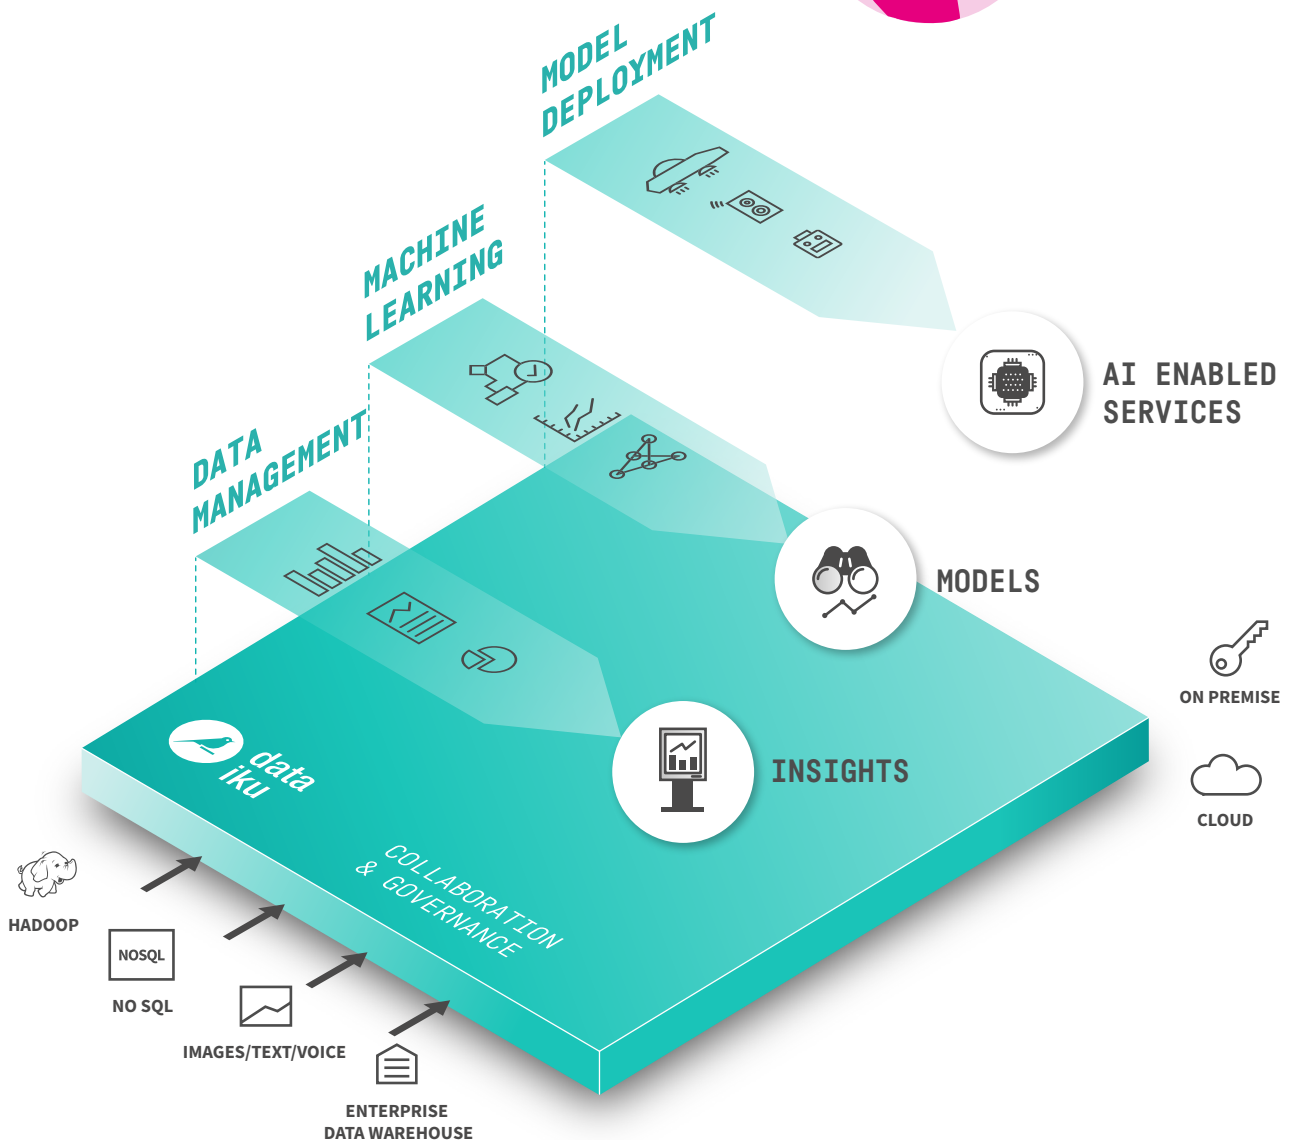 MODEL
DEPLOYMENT
MACHINE
LEARNING
DATA
MANAGEMENT
AI ENABLED
SERVICES
MODELS
INSIGHTS
ON PREMISE
CLOUD
data
iku
COLLABORATION
& GOVERNANCE
HADOOP
NOSQL
NO SQL
IMAGES/TEXT/VOICE
ENTERPRISE
DATA WAREHOUSE